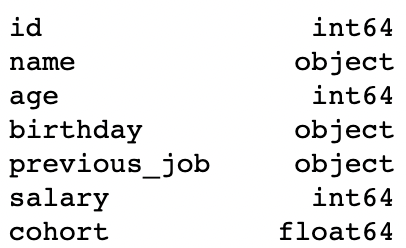 id int64
name object
age int64
birthday object
previous_job object
salary int64
cohort float64